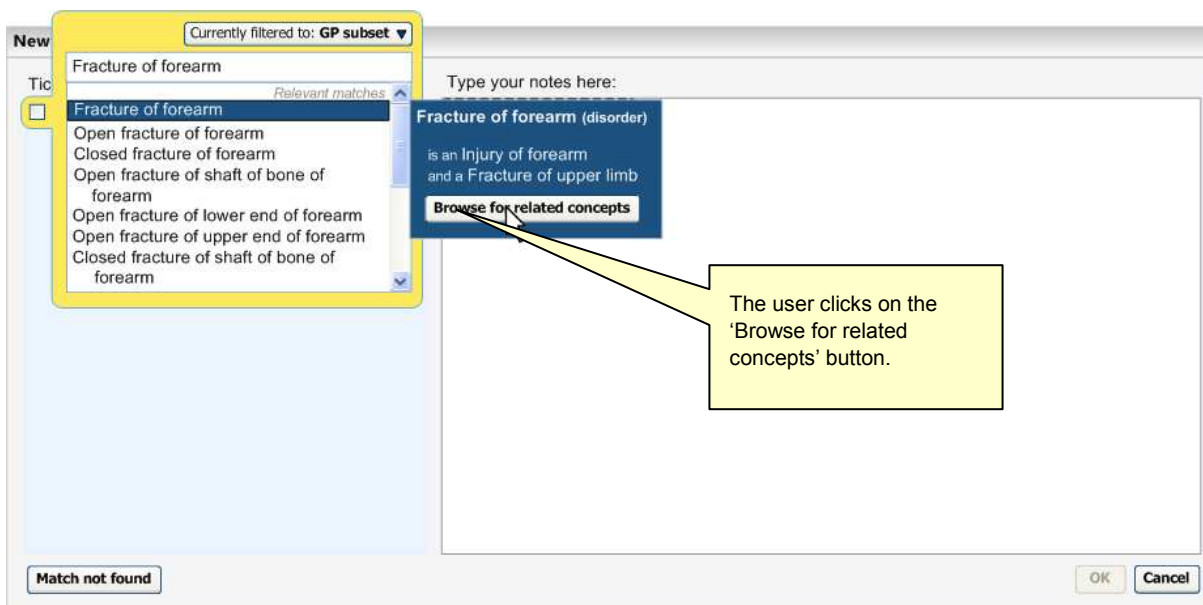 Currently filtered to: GP subset ▼
New
Fracture of forearm
Tic
Relevant matches
Type your notes here:
Fracture of forearm
Open fracture of forearm
Closed fracture of forearm
Open fracture of shaft of bone of
forearm
Open fracture of lower end of forearm
Open fracture of upper end of forearm
Closed fracture of shaft of bone of
forearm
Fracture of forearm (disorder)
is an Injury of forearm
and a Fracture of upper limb
Browse for related concepts
The user clicks on the
‘Browse for related
concepts’ button.
Match not found
OK
Cancel